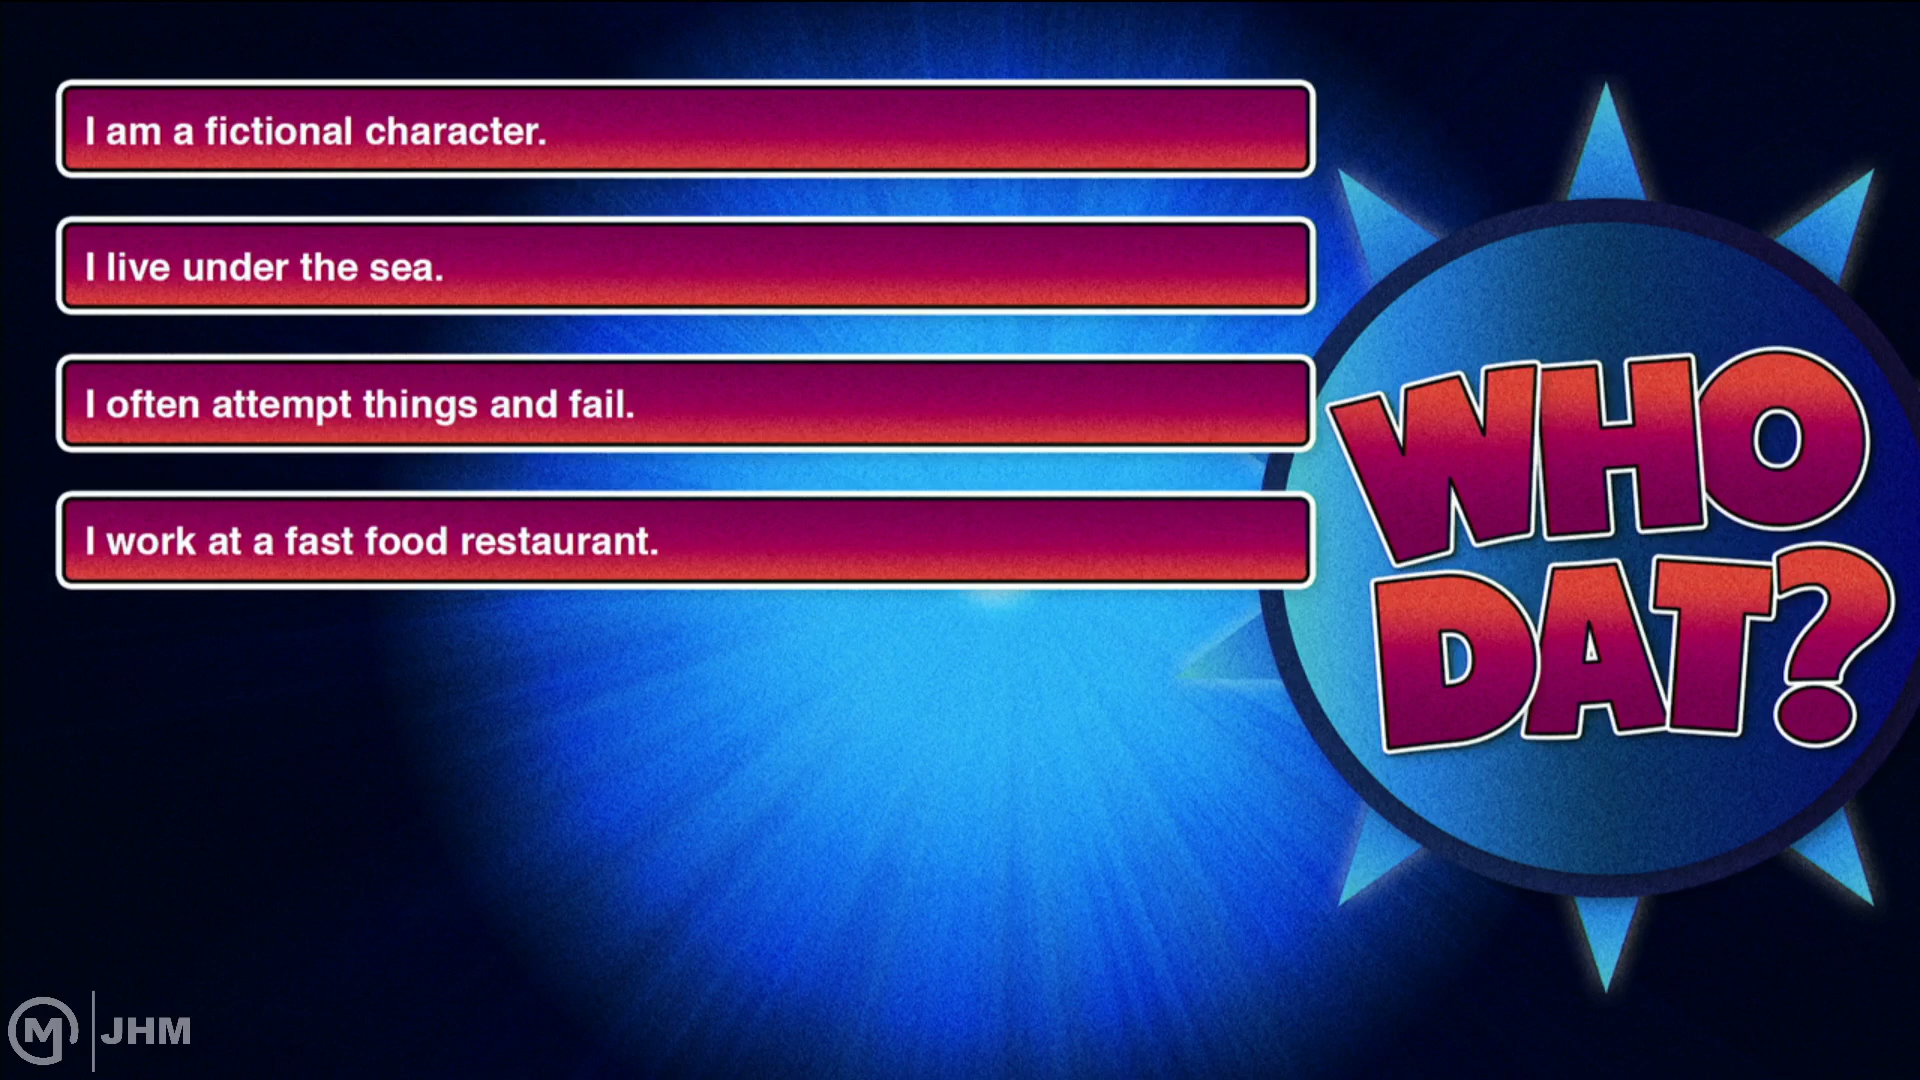 I am a fictional character.
I live under the sea.
I often attempt things and fail.
I work at a fast food restaurant.
WHO
DAT?
M JHM